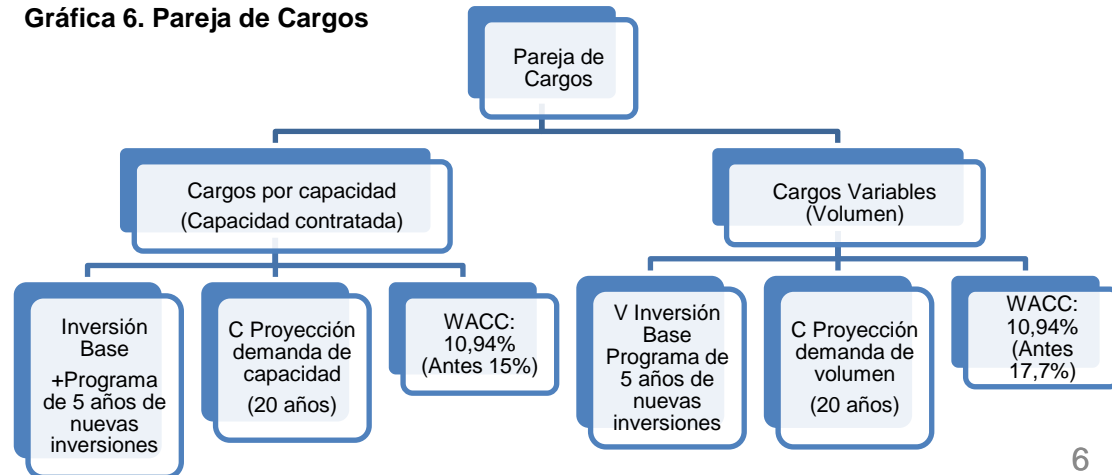 Gráfica 6. Pareja de Cargos
Pareja de
Cargos
Cargos por capacidad
(Capacidad contratada)
Cargos Variables
(Volumen)
Inversión
Base
+Programa
de 5 años de
nuevas
inversiones
C Proyección
demanda de
capacidad
(20 años)
WACC:
10,94%
(Antes 15%)
V Inversión
Base
Programa de
5 años de
nuevas
inversiones
C Proyección
demanda de
volumen
(20 años)
WACC:
10,94%
(Antes
17,7%)
6